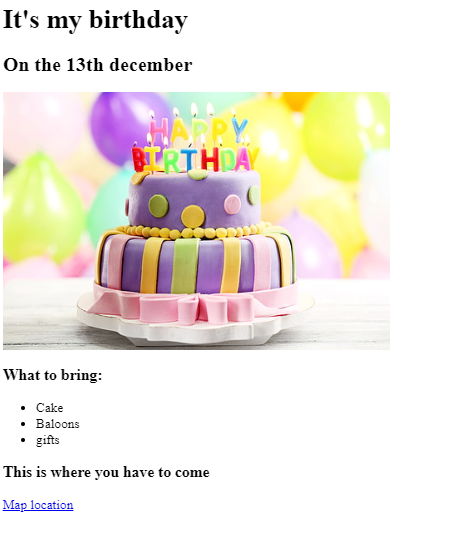 It's my birthday
On the 13th december
HAPPY
BIRTHDAY
What to bring:
Cake
Baloons
gifts
This is where you have to come
Map location